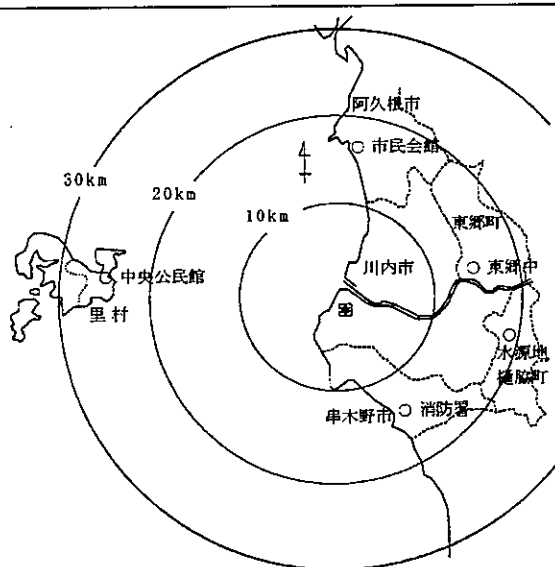 阿久根市
市民会館
30km
20km
10km
東郷町
川内市
東郷中
中央公民館
里村
水源地
樋脇町
串木野市
消防署